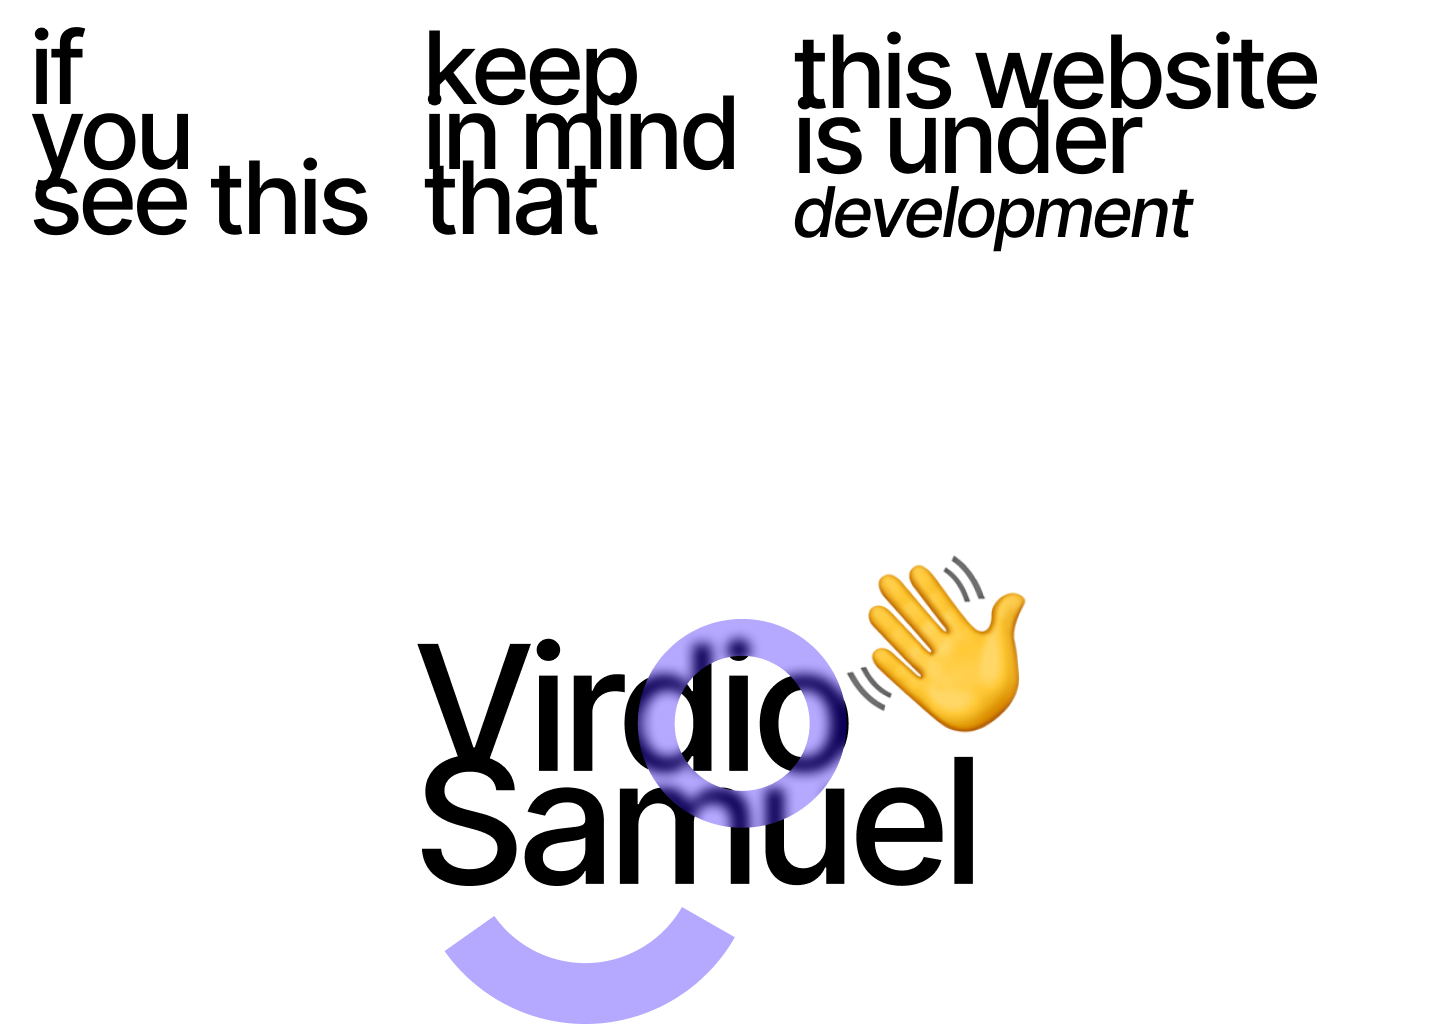 if
you
see this
keep
in mind
that
this website
is under
development
Virdio
Samuel